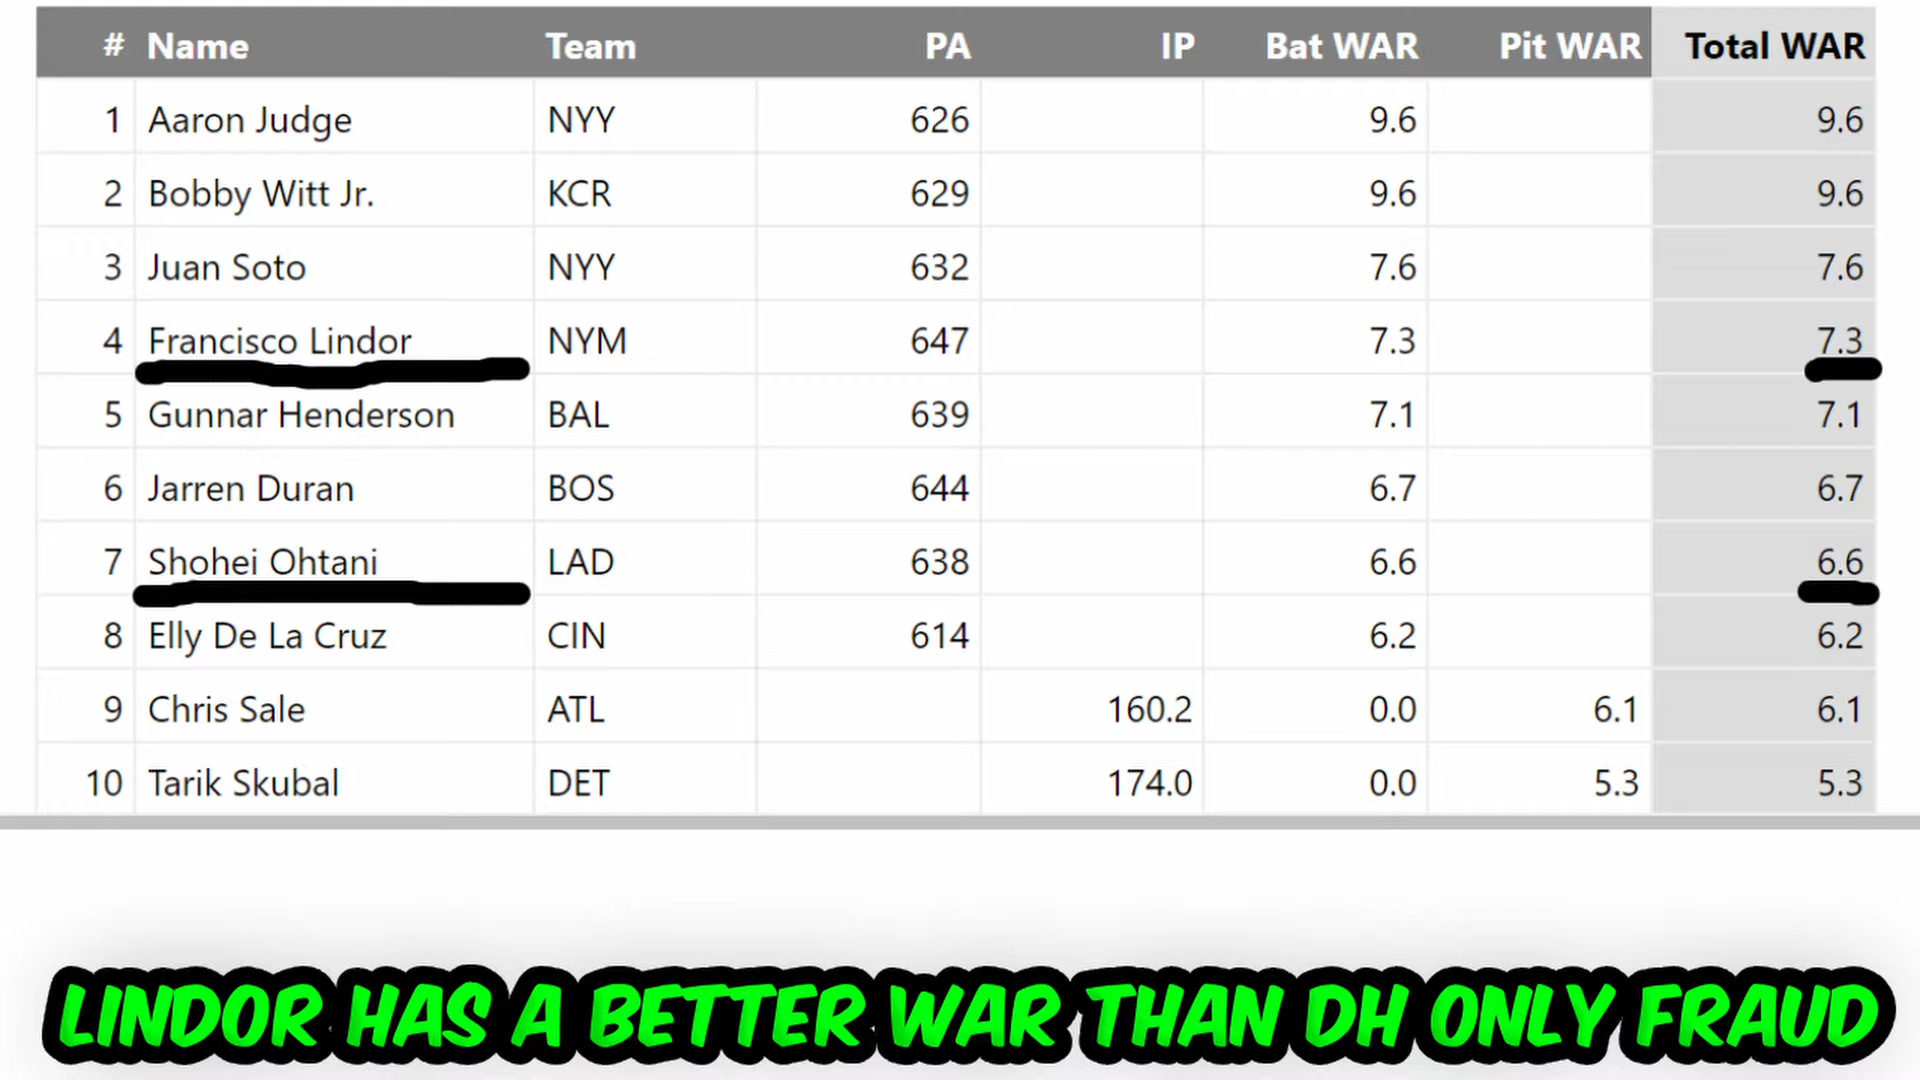 # Name Team PA IP Bat WAR Pit WAR Total WAR
1 Aaron Judge NYY 626 9.6 9.6
2 Bobby Witt Jr. KCR 629 9.6 9.6
3 Juan Soto NYY 632 7.6 7.6
4 Francisco Lindor NYM 647 7.3 7.3
5 Gunnar Henderson BAL 639 7.1 7.1
6 Jarren Duran BOS 644 6.7 6.7
7 Shohei Ohtani LAD 638 6.6 6.6
8 Elly De La Cruz CIN 614 6.2 6.2
9 Chris Sale ATL 160.2 0.0 6.1 6.1
10 Tarik Skubal DET 174.0 0.0 5.3 5.3
LINDOR HAS A BETTER WAR THAN DH ONLY FRAUD